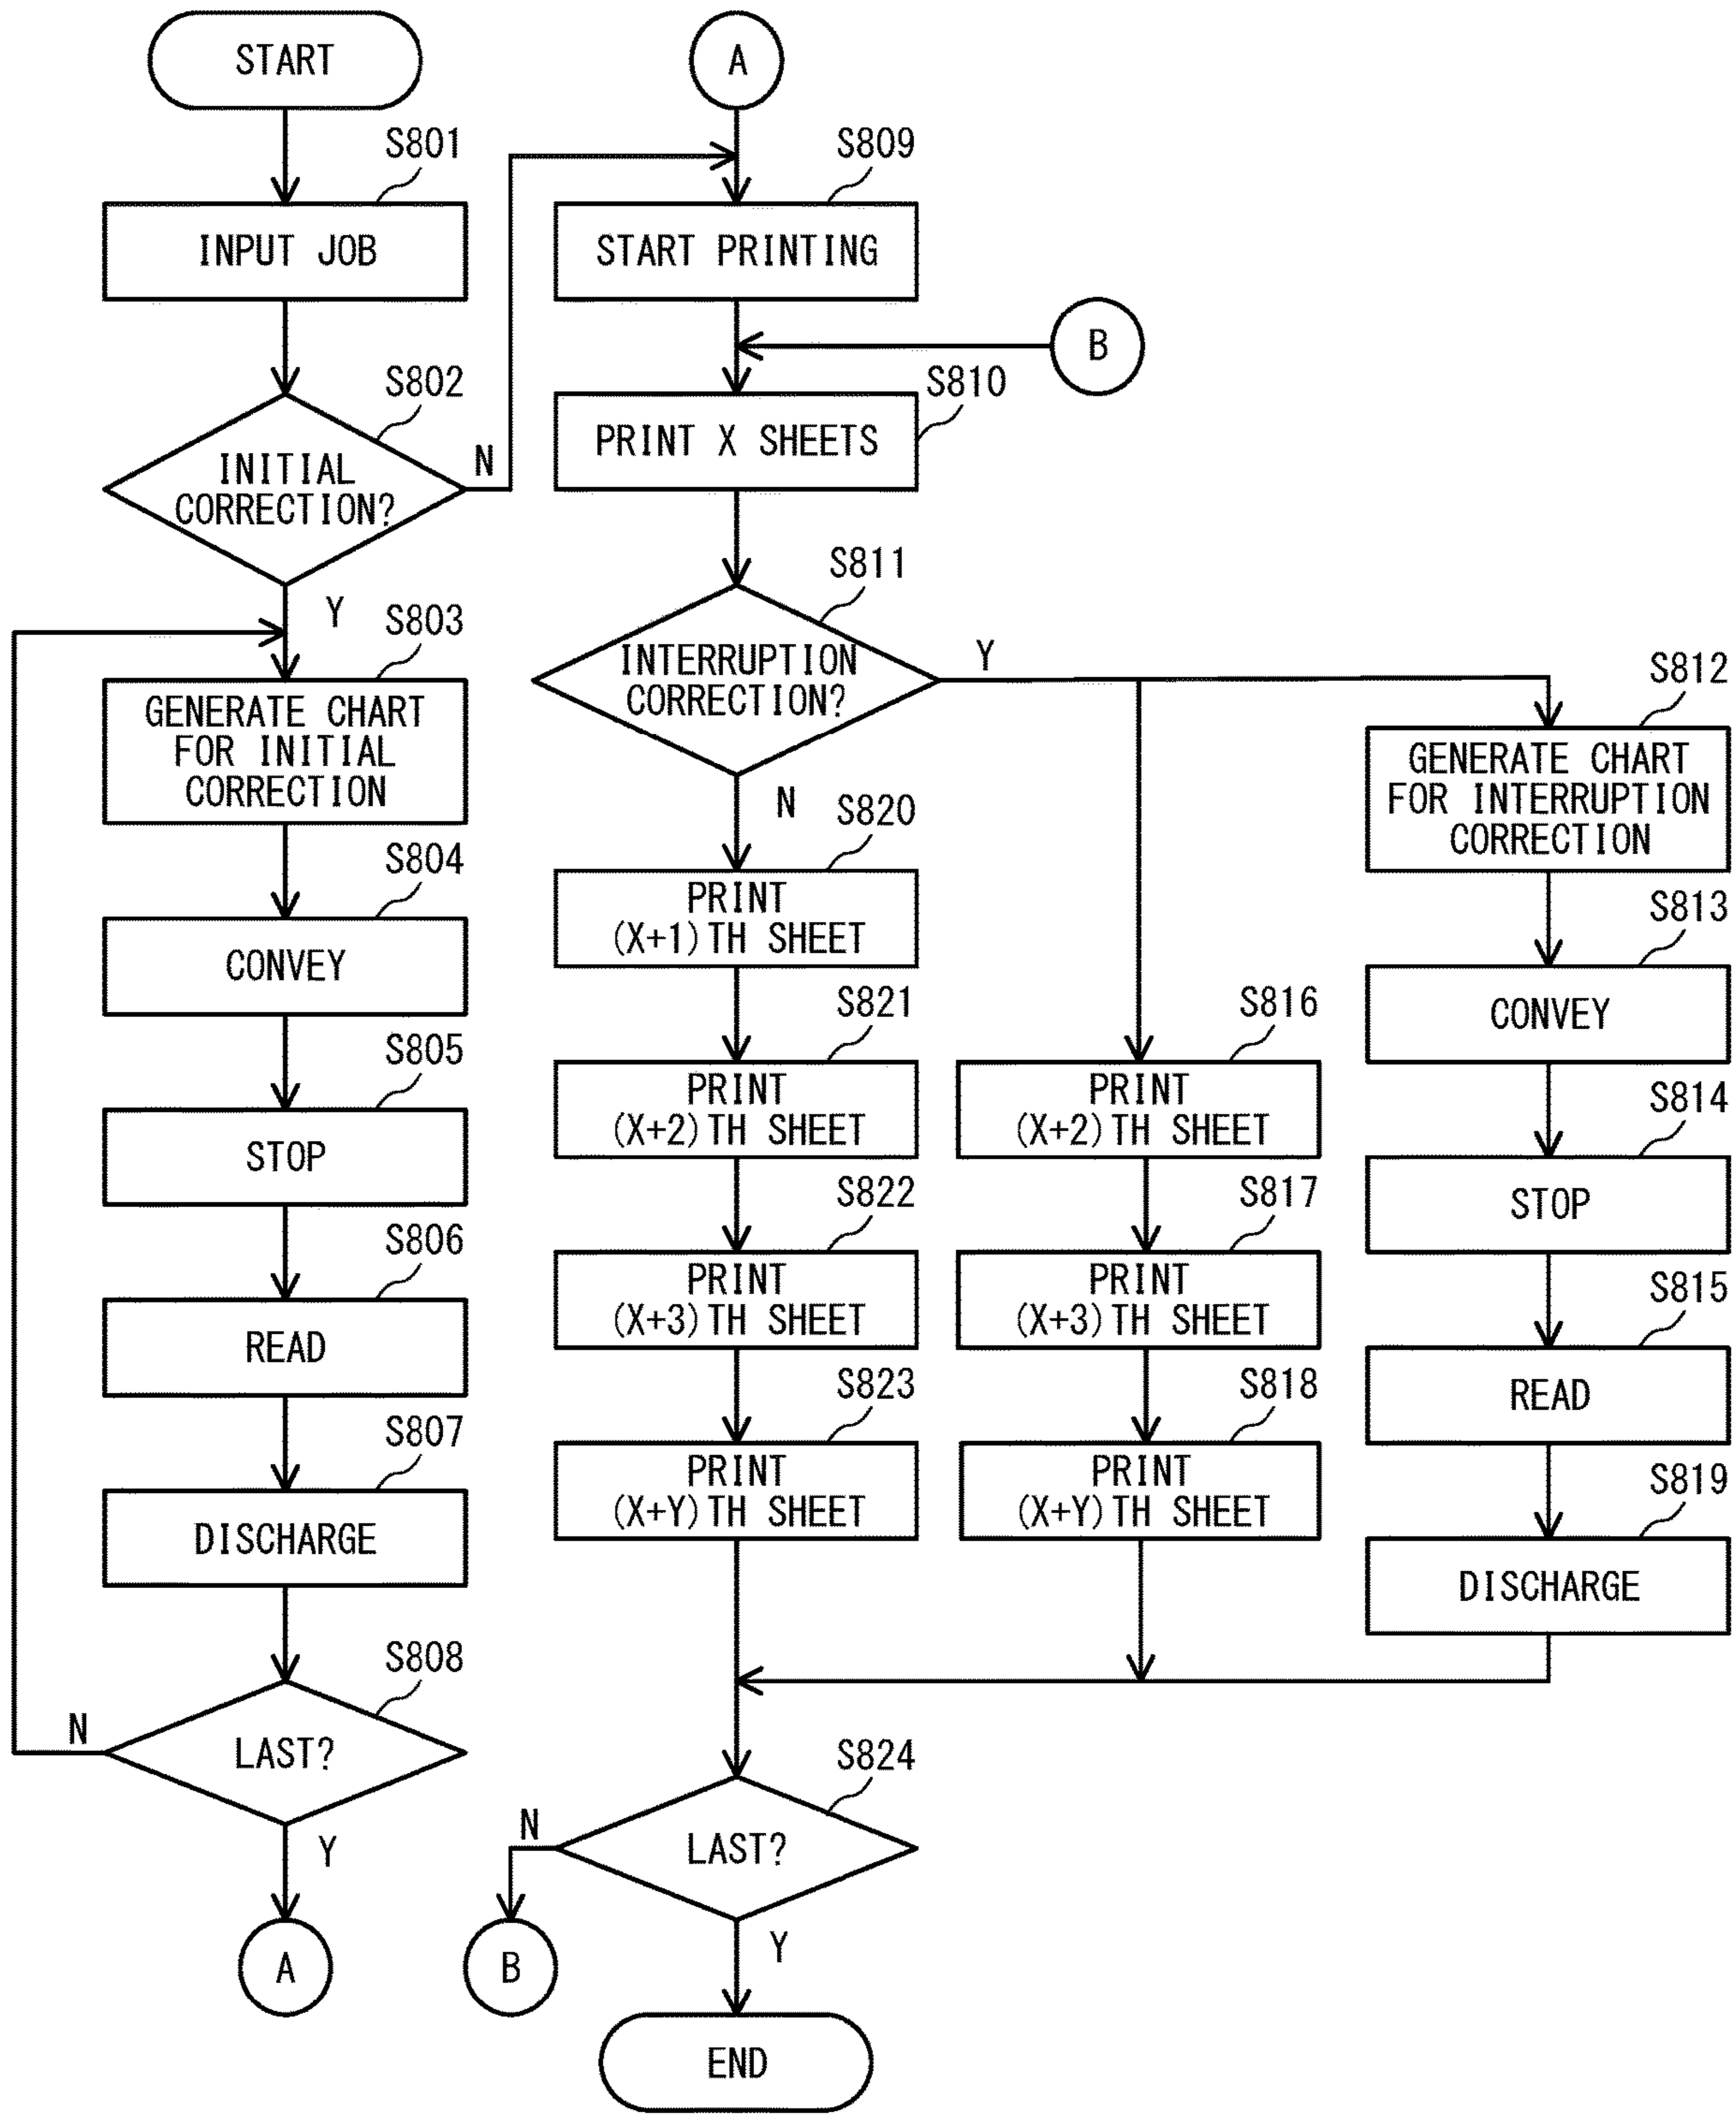 START
S801
INPUT JOB
S802
INITIAL
CORRECTION?
N
Y
S803
GENERATE CHART
FOR INITIAL
CORRECTION
S804
CONVEY
S805
STOP
S806
READ
S807
DISCHARGE
S808
LAST?
N
Y
A
A
S809
START PRINTING
B
S810
PRINT X SHEETS
S811
INTERRUPTION
CORRECTION?
Y
N
S820
PRINT
(X+1)TH SHEET
S821
PRINT
(X+2)TH SHEET
S822
PRINT
(X+3)TH SHEET
S823
PRINT
(X+Y)TH SHEET
S816
PRINT
(X+2)TH SHEET
S817
PRINT
(X+3)TH SHEET
S818
PRINT
(X+Y)TH SHEET
S812
GENERATE CHART
FOR INTERRUPTION
CORRECTION
S813
CONVEY
S814
STOP
S815
READ
S819
DISCHARGE
S824
LAST?
N
B
Y
END